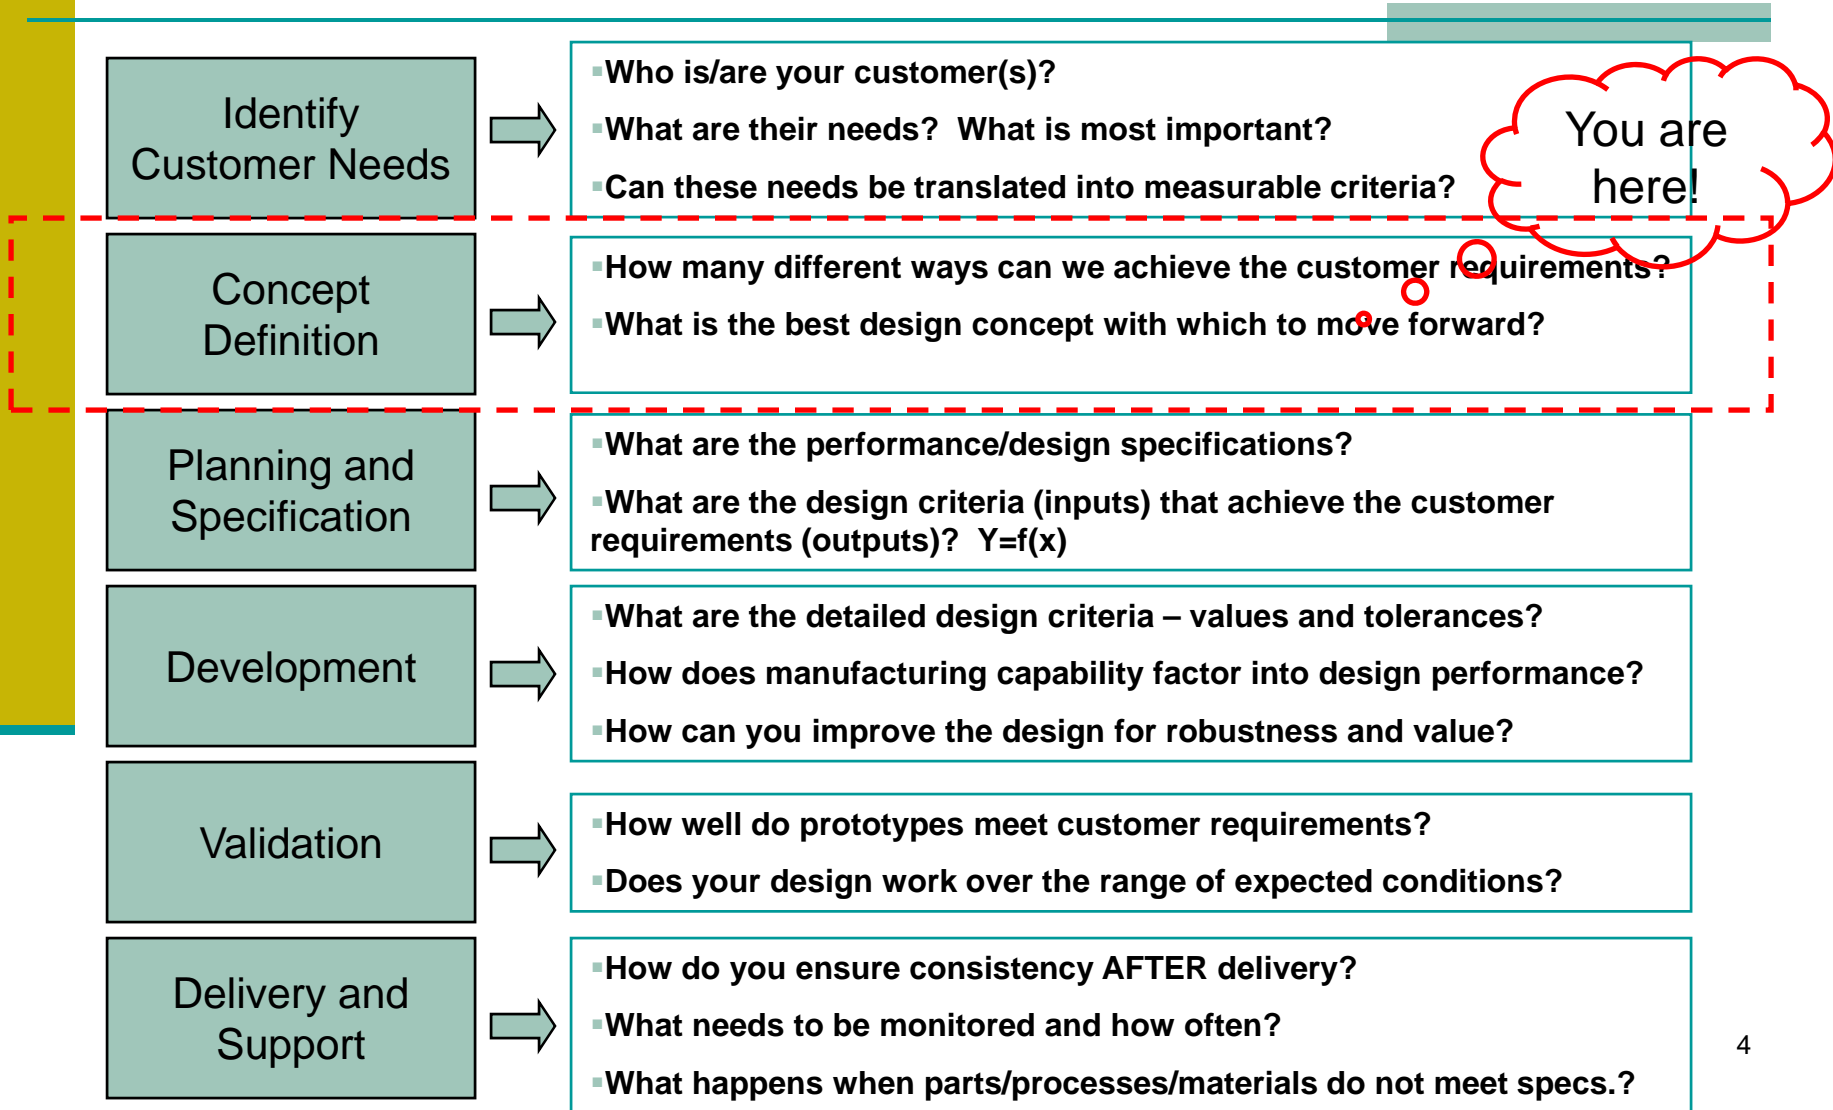 Identify
Customer Needs
▪Who is/are your customer(s)?
▪What are their needs?  What is most important?
▪Can these needs be translated into measurable criteria?
You are
here!
Concept
Definition
▪How many different ways can we achieve the customer requirements?
▪What is the best design concept with which to move forward?
Planning and
Specification
▪What are the performance/design specifications?
▪What are the design criteria (inputs) that achieve the customer
requirements (outputs)?  Y=f(x)
Development
▪What are the detailed design criteria – values and tolerances?
▪How does manufacturing capability factor into design performance?
▪How can you improve the design for robustness and value?
Validation
▪How well do prototypes meet customer requirements?
▪Does your design work over the range of expected conditions?
Delivery and
Support
▪How do you ensure consistency AFTER delivery?
▪What needs to be monitored and how often?
▪What happens when parts/processes/materials do not meet specs.?
4